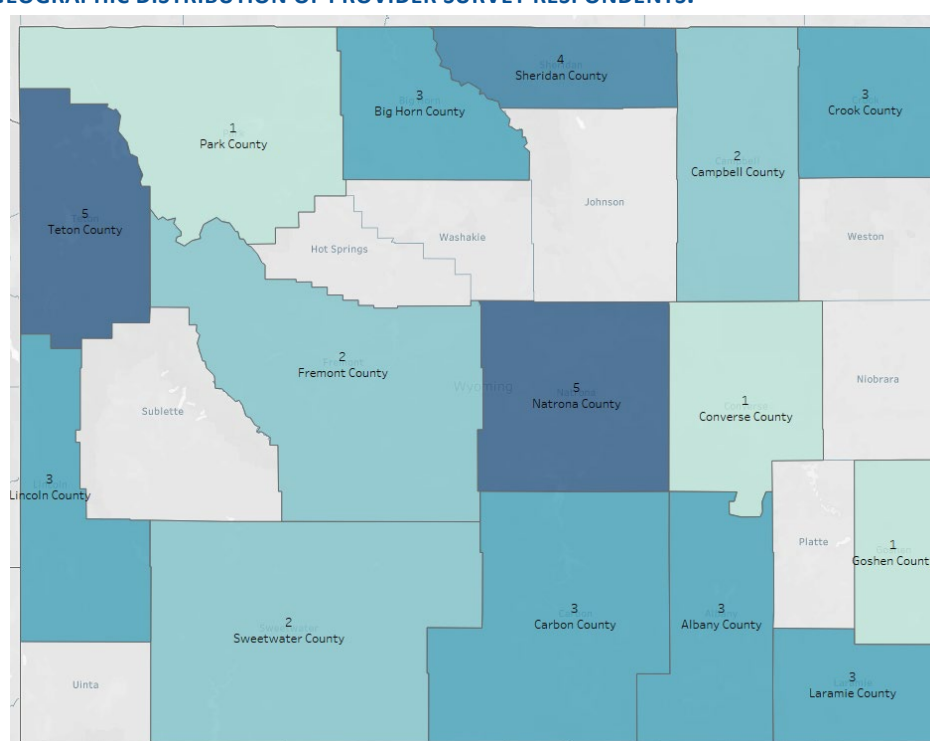 GEOGRAPHIC DISTRIBUTION OF PROVIDER SURVEY RESPONDENTS.
4
Sheridan County
3
Big Horn County
3
Crook County
1
Park County
2
Campbell County
Johnson
5
Teton County
Washakie
Weston
Hot Springs
2
Fremont County
Wyoming
5
Natrona County
1
Converse County
Niobrara
Sublette
3
Lincoln County
Platte
1
Goshen Count
2
Sweetwater County
3
Carbon County
3
Albany County
Uinta
3
Laramie County